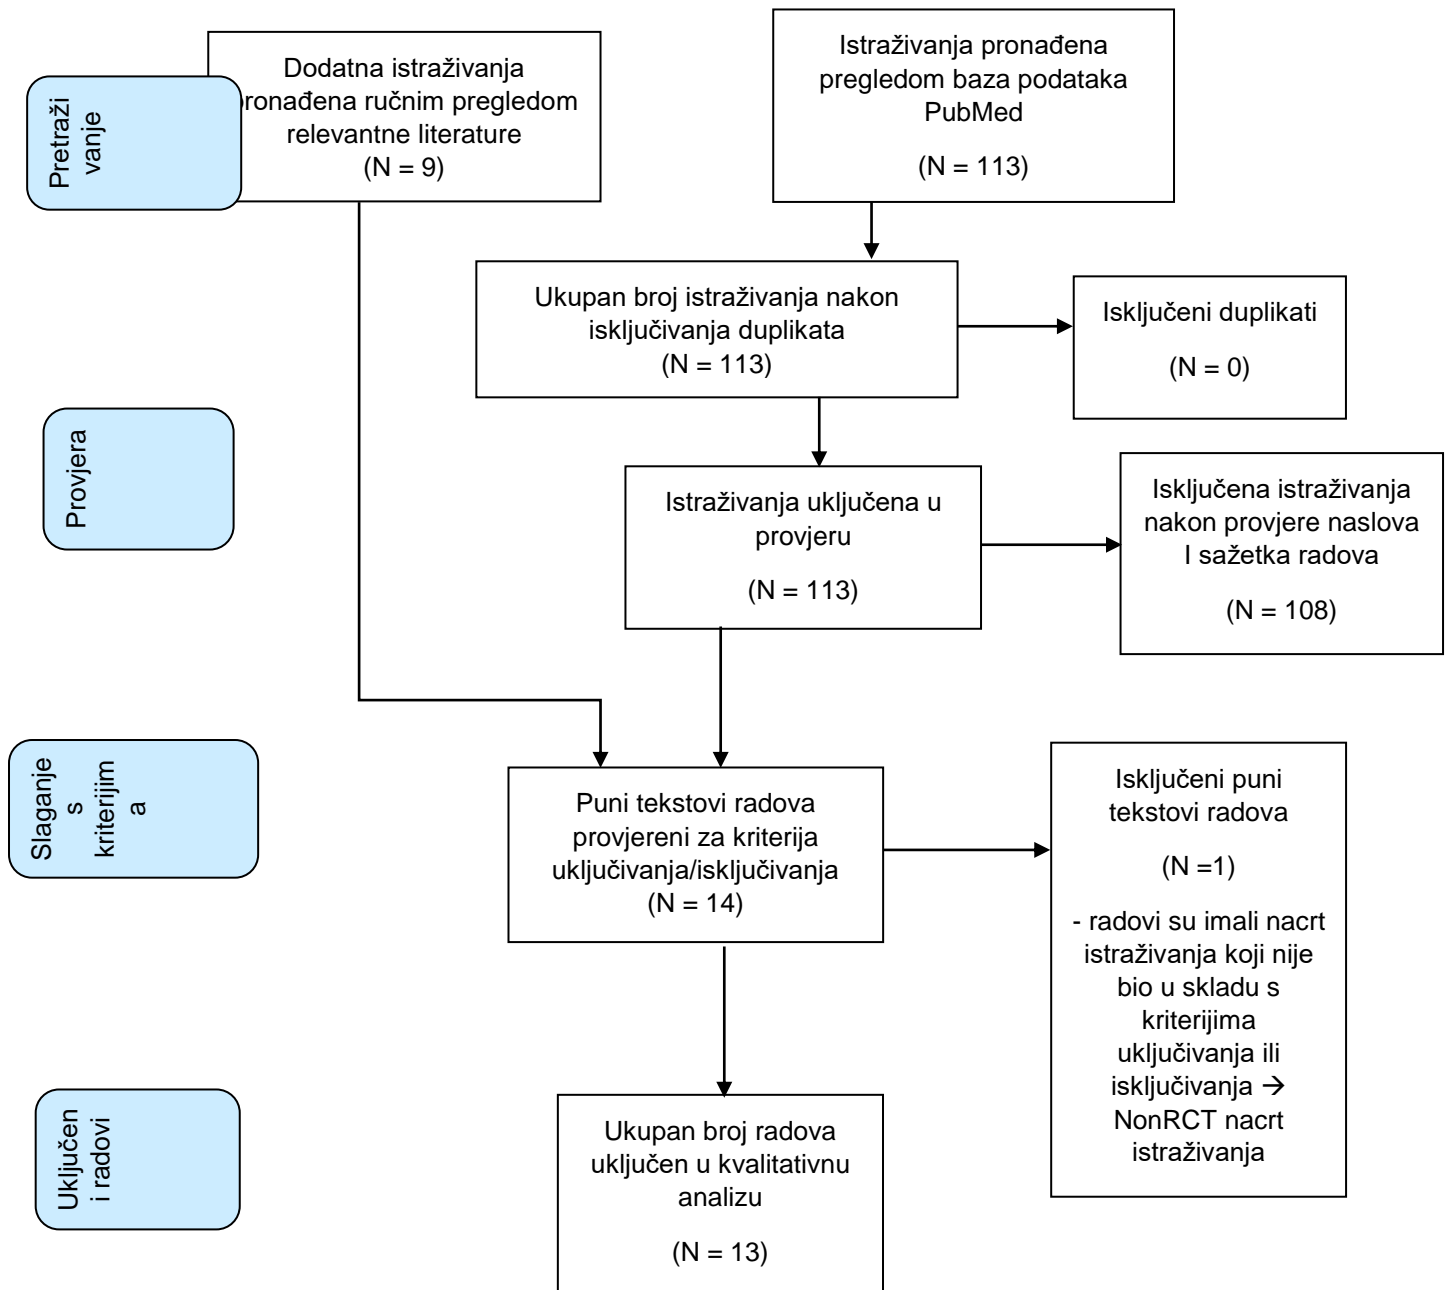 Dodatna istraživanja
pronađena ručnim pregledom
relevantne literature
(N = 9)
Istraživanja pronađena
pregledom baza podataka
PubMed
(N = 113)
Pretraži
vanje
Ukupan broj istraživanja nakon
isključivanja duplikata
(N = 113)
Isključeni duplikati
(N = 0)
Provjera
Istraživanja uključena u
provjeru
(N = 113)
Isključena istraživanja
nakon provjere naslova
I sažetka radova
(N = 108)
Slaganje
s
kriterijim
a
Puni tekstovi radova
provjereni za kriterija
uključivanja/isključivanja
(N = 14)
Isključeni puni
tekstovi radova
(N =1)
- radovi su imali nacrt
istraživanja koji nije
bio u skladu s
kriterijima
uključivanja ili
isključivanja →
NonRCT nacrt
istraživanja
Uključen
i radovi
Ukupan broj radova
uključen u kvalitativnu
analizu
(N = 13)